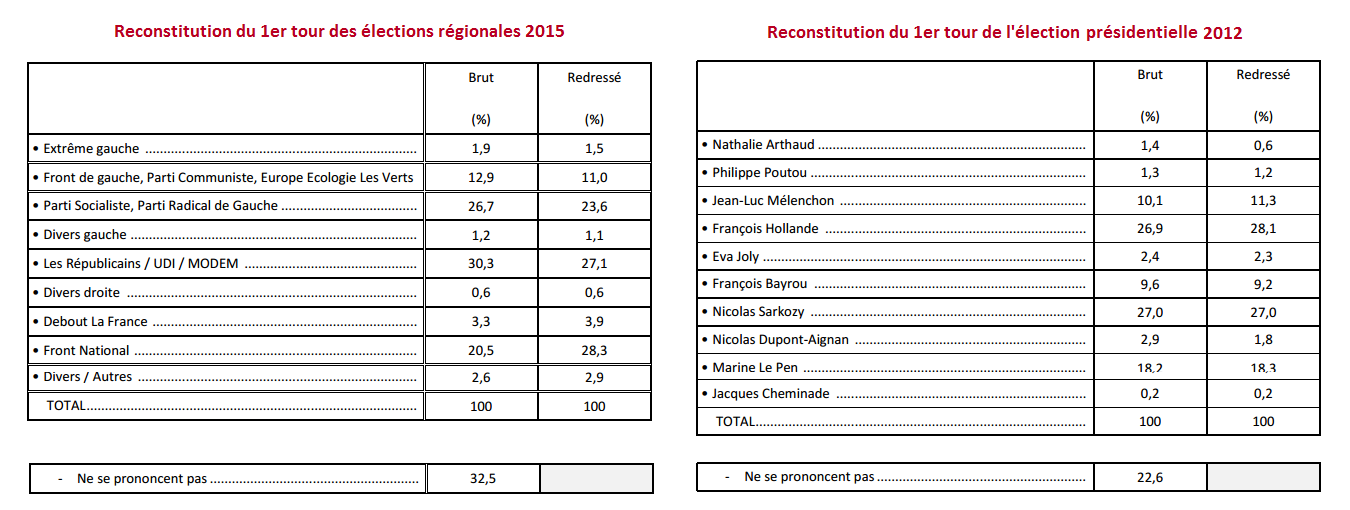 Reconstitution du 1er tour des élections régionales 2015
Brut Redressé
(%) (%)
• Extrême gauche 1,9 1,5
• Front de gauche, Parti Communiste, Europe Ecologie Les Verts 12,9 11,0
• Parti Socialiste, Parti Radical de Gauche 26,7 23,6
• Divers gauche 1,2 1,1
• Les Républicains / UDI / MODEM 30,3 27,1
• Divers droite 0,6 0,6
• Debout La France 3,3 3,9
• Front National 20,5 28,3
• Divers / Autres 2,6 2,9
TOTAL 100 100
- Ne se prononcent pas 32,5
Reconstitution du 1er tour de l'élection présidentielle 2012
Brut Redressé
(%) (%)
• Nathalie Arthaud 1,4 0,6
• Philippe Poutou 1,3 1,2
• Jean-Luc Mélenchon 10,1 11,3
• François Hollande 26,9 28,1
• Eva Joly 2,4 2,3
• François Bayrou 9,6 9,2
• Nicolas Sarkozy 27,0 27,0
• Nicolas Dupont-Aignan 2,9 1,8
• Marine Le Pen 18,2 18,3
• Jacques Cheminade 0,2 0,2
TOTAL 100 100
- Ne se prononcent pas 22,6